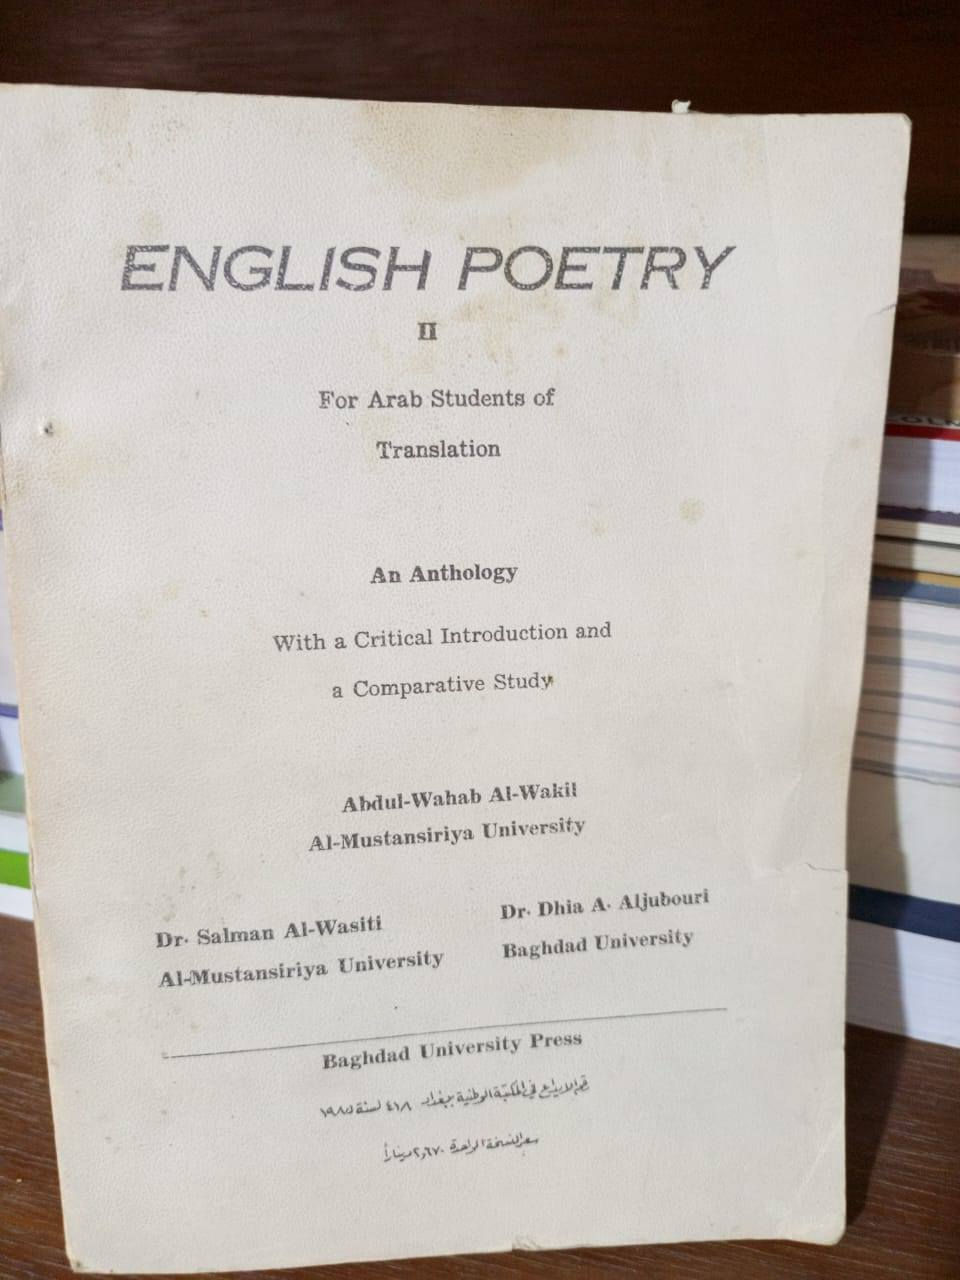 ENGLISH POETRY
II
For Arab Students of
Translation
An Anthology
With a Critical Introduction and
a Comparative Study
Abdul-Wahab Al-Wakil
Al-Mustansiriya University
Dr. Salman Al-Wasiti
Al-Mustansiriya University
Dr. Dhia A. Aljubouri
Baghdad University
Baghdad University Press
رقم الايداع في المكتبة الوطنية ببغداد ٤١٨ لسنة ١٩٨٥
سعر النسخة الواحدة ٢,٦٧٠ ديناراً